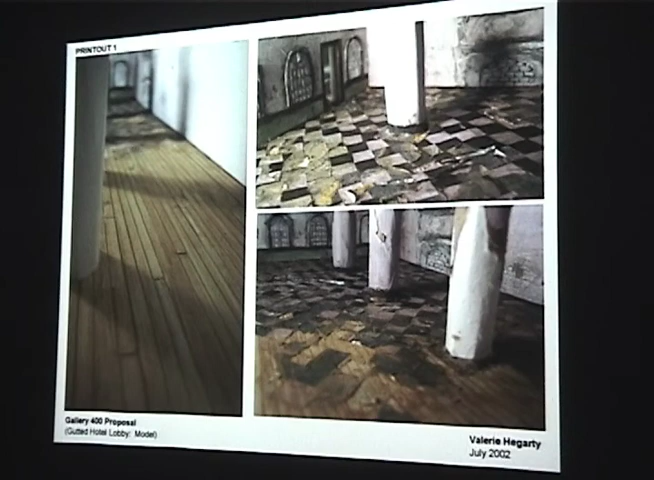 PRINTOUT 1
Gallery 400 Proposal
(Gutted Hotel Lobby: Model)
Valerie Hegarty
July 2002